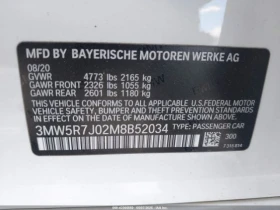 MFD. BY BAYERISCHE MOTOREN WERKE AG
08/20
GVWR 4773 lbs 2165 kg
GAWR FRONT 2326 lbs 1055 kg
GAWR REAR 2601 lbs 1180 kg
THIS VEHICLE CONFORMS TO ALL APPLICABLE
U.S. FEDERAL MOTOR VEHICLE SAFETY, BUMPER,
AND THEFT PREVENTION STANDARDS IN EFFECT ON
THE DATE OF MANUFACTURE SHOWN ABOVE.
3MW5R7J02M8B52034
TYPE: PASSENGER CAR
300